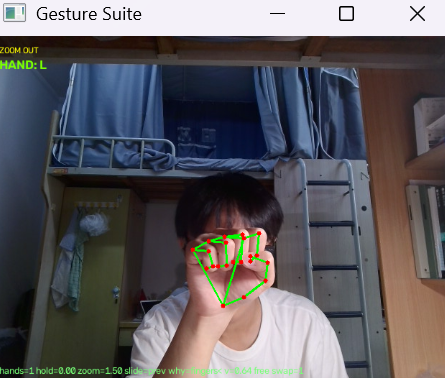 Gesture Suite
ZOOM OUT
HAND: L
hands=1 hold=0.00 zoom=1.50 slide=prev why